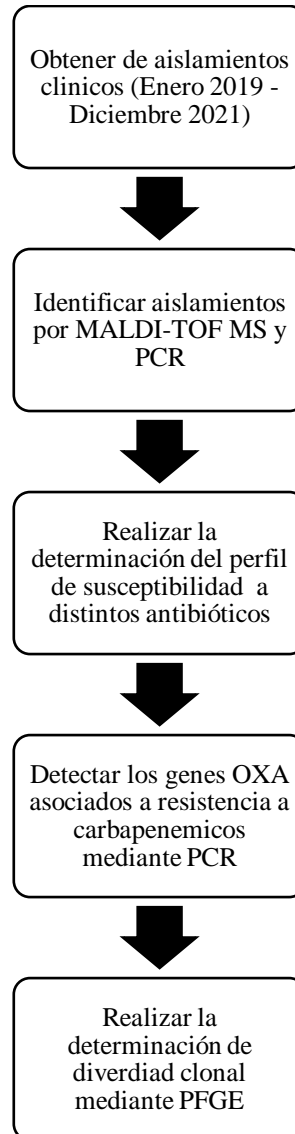 Obtener de aislamientos
clinicos (Enero 2019 -
Diciembre 2021)
Identificar aislamientos
por MALDI-TOF MS y
PCR
Realizar la
determinación del perfil
de susceptibilidad a
distintos antibióticos
Detectar los genes OXA
asociados a resistencia a
carbapenemicos
mediante PCR
Realizar la
determinación de
diverdiad clonal
mediante PFGE